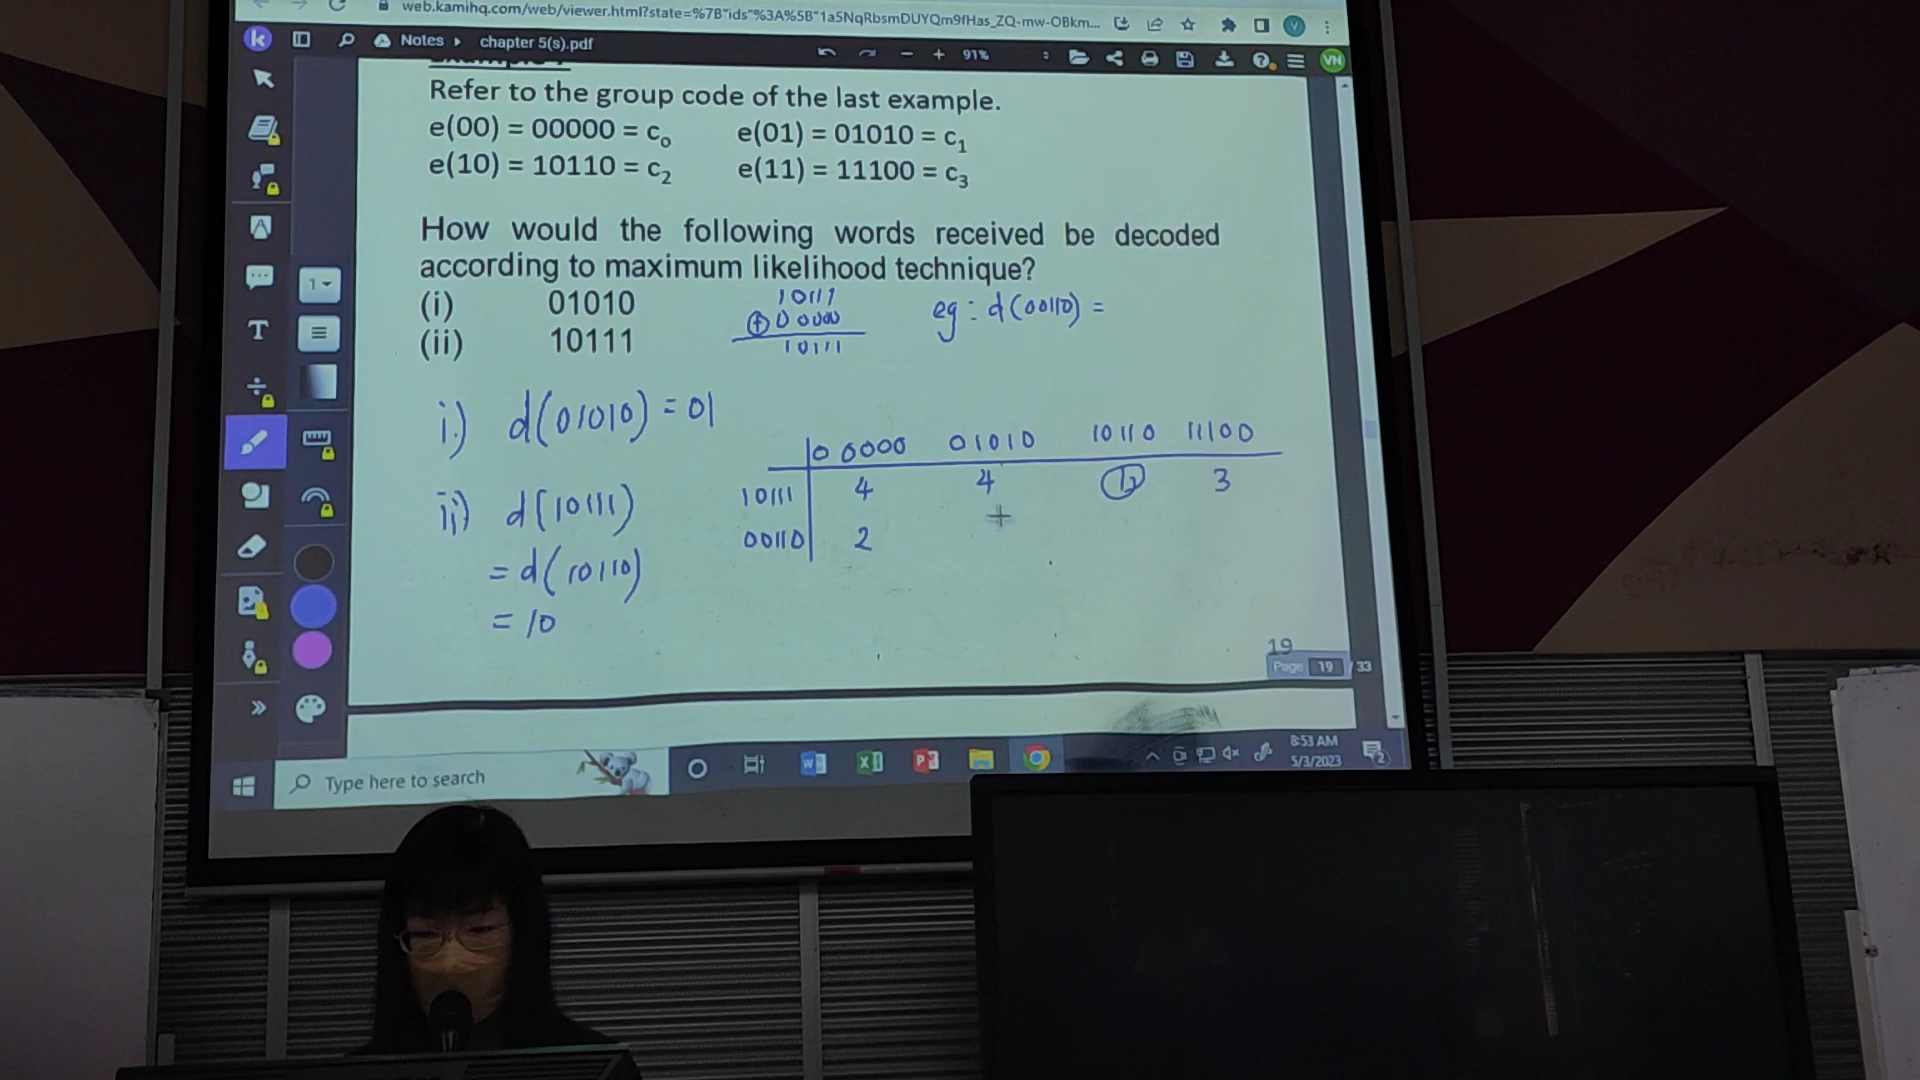 web.kamihq.com/web/viewer.html?state=%7B"ids"%3A%5B"1a5NqRbsmDUYQm9fHas_ZQ-mw-OBkm...
Notes chapter 5(s).pdf
91%
VN
Refer to the group code of the last example.
e(00) = 00000 = c0 e(01) = 01010 = c1
e(10) = 10110 = c2 e(11) = 11100 = c3
How would the following words received be decoded
according to maximum likelihood technique?
(i) 01010
(ii) 10111
10111
⊕ 00000
10111
eg: d(00110) =
i) d(01010) = 01
ii) d(10111)
= d(10110)
= 10
00000 01010 10110 11100
10111 4 4 1 3
00110 2
19
Page 19 / 33
Type here to search
8:53 AM
5/3/2023